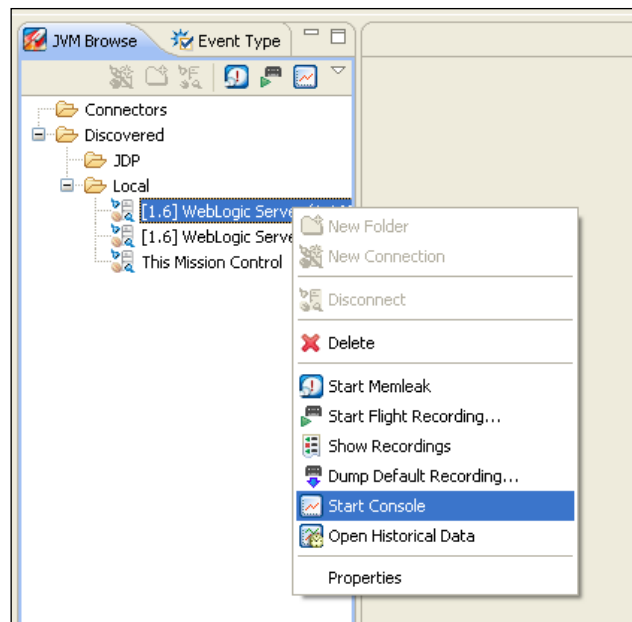 JVM Browse
Event Type
Connectors
Discovered
JDP
Local
[1.6] WebLogic Server
[1.6] WebLogic Serve
This Mission Control
New Folder
New Connection
Disconnect
Delete
Start Memleak
Start Flight Recording...
Show Recordings
Dump Default Recording...
Start Console
Open Historical Data
Properties